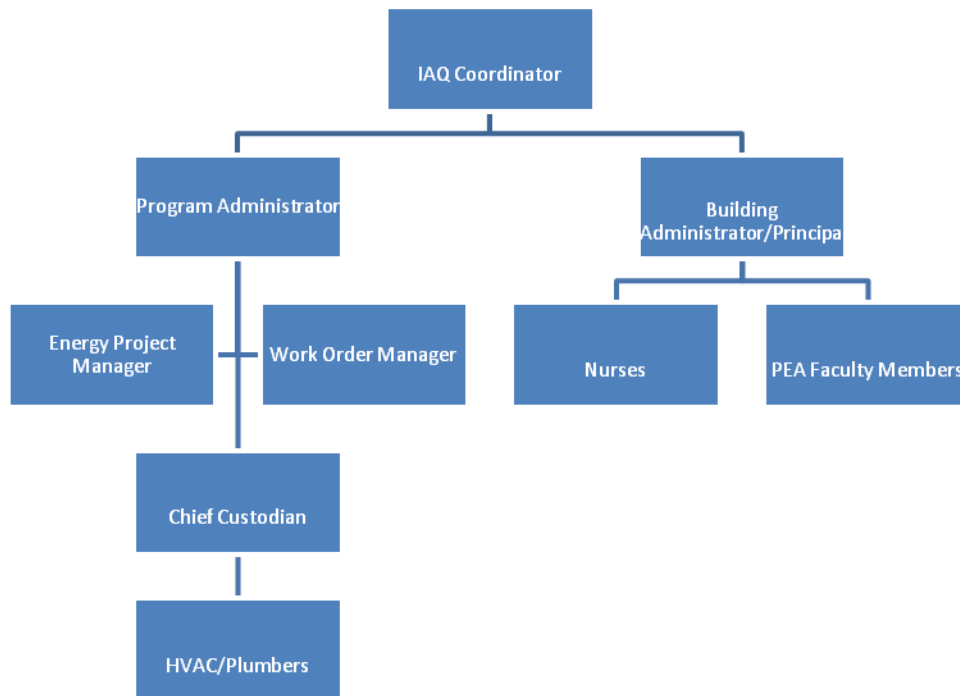 IAQ Coordinator
Program Administrator
Building
Administrator/Principal
Energy Project
Manager
Work Order Manager
Nurses
PEA Faculty Members
Chief Custodian
HVAC/Plumbers